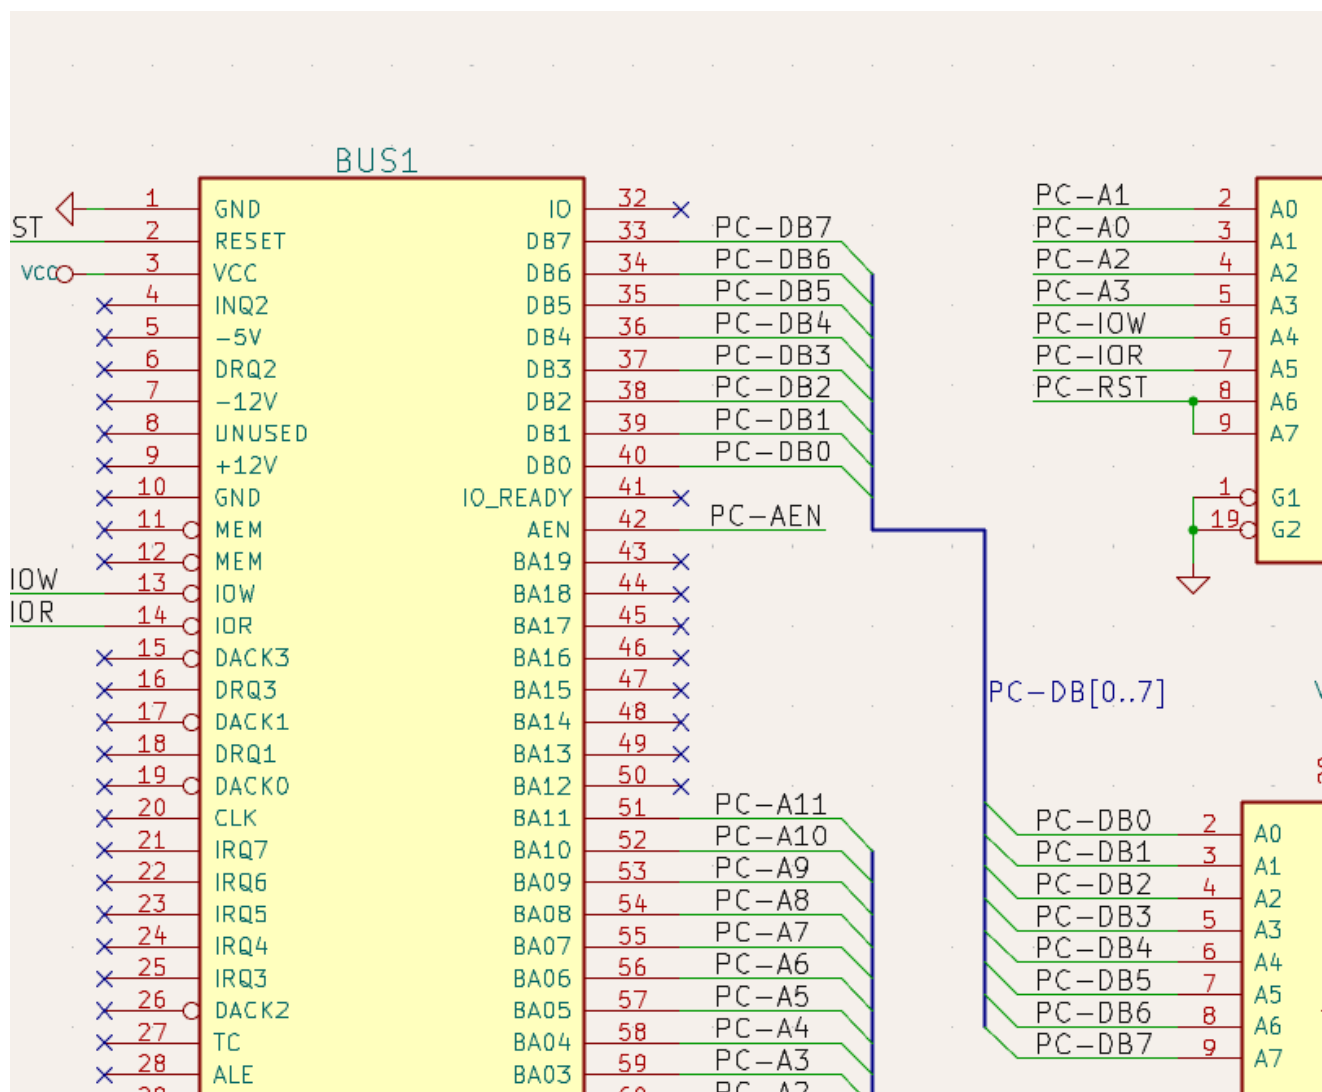 BUS1
1 GND
ST 2 RESET
VCC 3 VCC
4 INQ2
5 -5V
6 DRQ2
7 -12V
8 UNUSED
9 +12V
10 GND
11 MEM
12 MEM
IOW 13 IOW
IOR 14 IOR
15 DACK3
16 DRQ3
17 DACK1
18 DRQ1
19 DACK0
20 CLK
21 IRQ7
22 IRQ6
23 IRQ5
24 IRQ4
25 IRQ3
26 DACK2
27 TC
28 ALE
IO 32
DB7 33 PC-DB7
DB6 34 PC-DB6
DB5 35 PC-DB5
DB4 36 PC-DB4
DB3 37 PC-DB3
DB2 38 PC-DB2
DB1 39 PC-DB1
DB0 40 PC-DB0
IO_READY 41
AEN 42 PC-AEN
BA19 43
BA18 44
BA17 45
BA16 46
BA15 47
BA14 48
BA13 49
BA12 50
BA11 51 PC-A11
BA10 52 PC-A10
BA09 53 PC-A9
BA08 54 PC-A8
BA07 55 PC-A7
BA06 56 PC-A6
BA05 57 PC-A5
BA04 58 PC-A4
BA03 59 PC-A3
PC-DB[0..7]
PC-A1 2 A0
PC-A0 3 A1
PC-A2 4 A2
PC-A3 5 A3
PC-IOW 6 A4
PC-IOR 7 A5
PC-RST 8 A6
9 A7
1 G1
19 G2
PC-DB0 2 A0
PC-DB1 3 A1
PC-DB2 4 A2
PC-DB3 5 A3
PC-DB4 6 A4
PC-DB5 7 A5
PC-DB6 8 A6
PC-DB7 9 A7